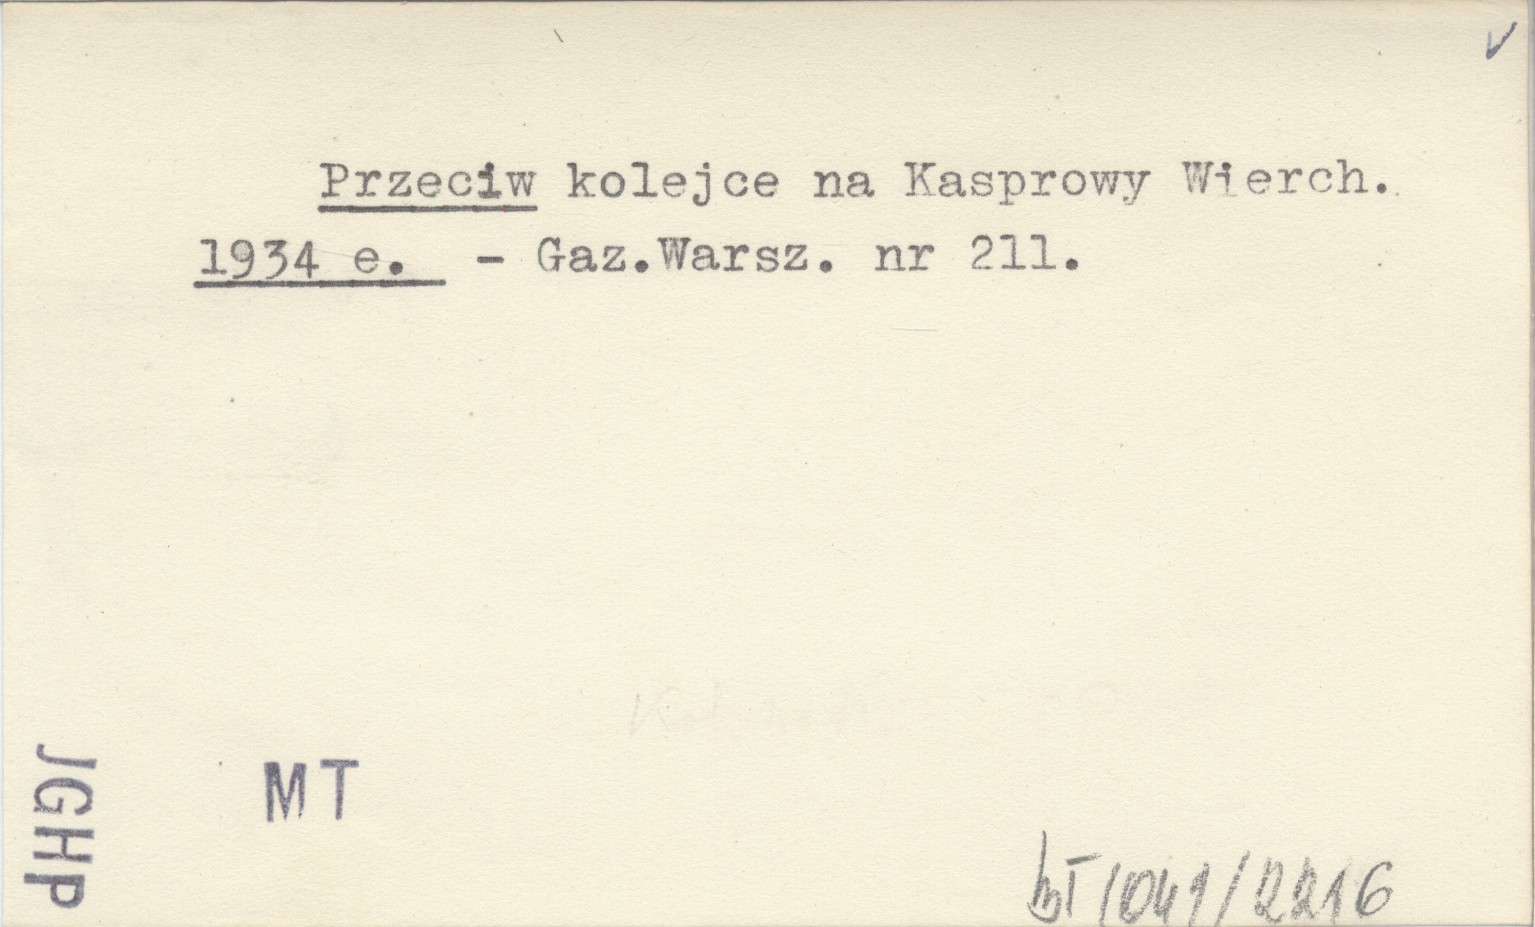 Przeciw kolejce na Kasprowy Wierch.
1934 e. - Gaz.Warsz. nr 211.
MT
JGHP
bT 1041/2216